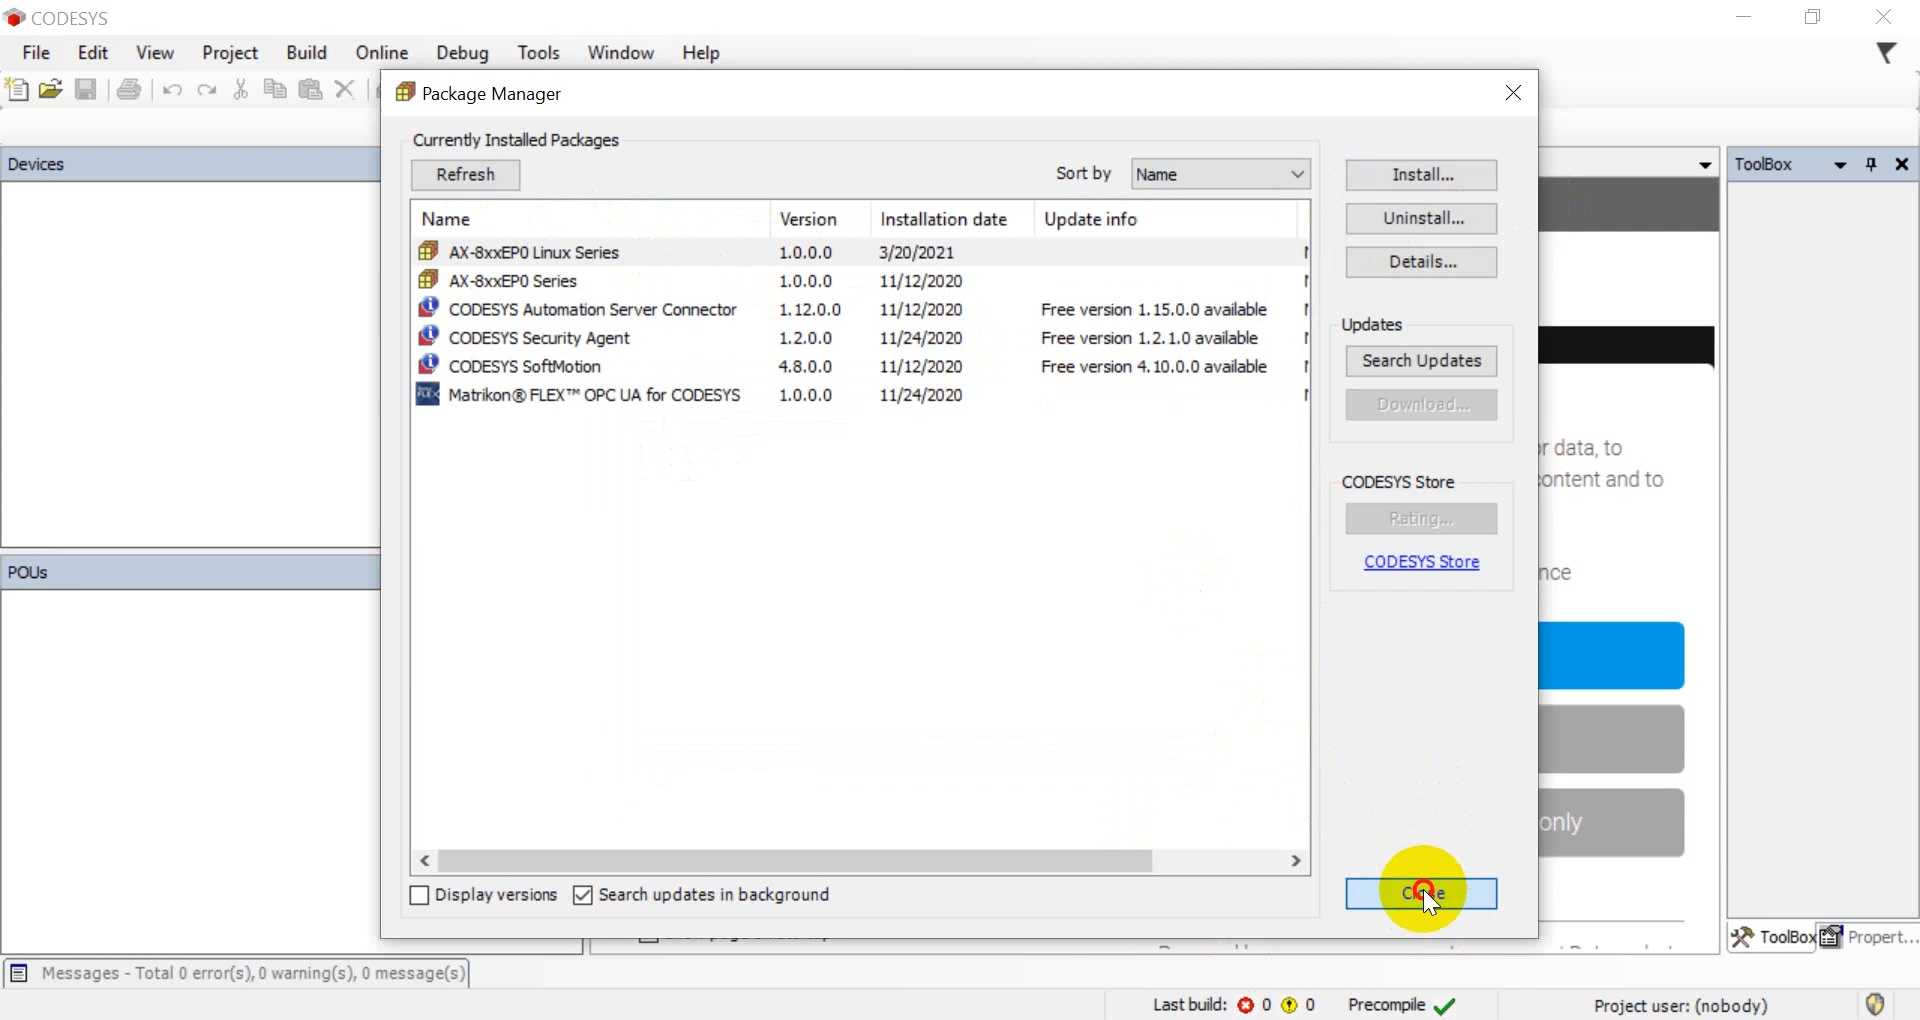 CODESYS
File Edit View Project Build Online Debug Tools Window Help
Package Manager
Currently Installed Packages
Refresh
Sort by Name
Install...
Uninstall...
Details...
Name Version Installation date Update info
AX-8xxEP0 Linux Series 1.0.0.0 3/20/2021
AX-8xxEP0 Series 1.0.0.0 11/12/2020
CODESYS Automation Server Connector 1.12.0.0 11/12/2020 Free version 1.15.0.0 available
CODESYS Security Agent 1.2.0.0 11/24/2020 Free version 1.2.1.0 available
CODESYS SoftMotion 4.8.0.0 11/12/2020 Free version 4.10.0.0 available
Matrikon® FLEX™ OPC UA for CODESYS 1.0.0.0 11/24/2020
Updates
Search Updates
Download...
CODESYS Store
Rating...
CODESYS Store
Display versions Search updates in background
Close
Devices
POUs
ToolBox
r data, to
ontent and to
nce
only
ToolBox Propert...
Messages - Total 0 error(s), 0 warning(s), 0 message(s)
Last build: 0 0 Precompile Project user: (nobody)